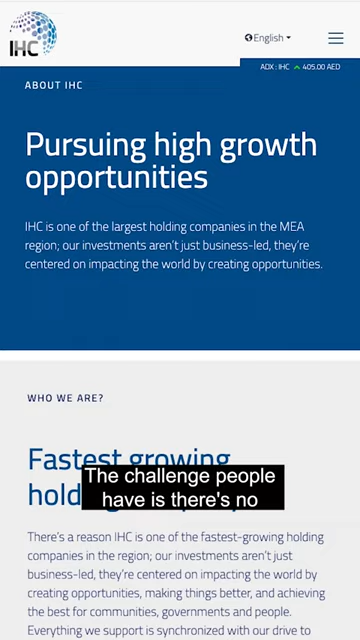 IHC
English
ADX : IHC 405.00 AED
ABOUT IHC
Pursuing high growth
opportunities
IHC is one of the largest holding companies in the MEA
region; our investments aren't just business-led, they're
centered on impacting the world by creating opportunities.
WHO WE ARE?
Fastest growing
hold
The challenge people
have is there's no
There's a reason IHC is one of the fastest-growing holding
companies in the region; our investments aren't just
business-led, they're centered on impacting the world by
creating opportunities, making things better, and achieving
the best for communities, governments and people.
Everything we support is synchronized with our drive to